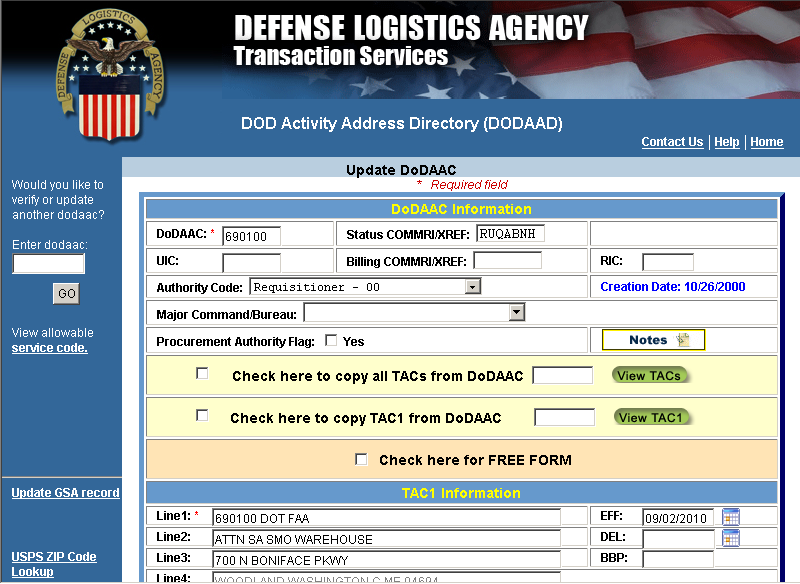 DEFENSE LOGISTICS AGENCY
DEFENSE LOGISTICS AGENCY
Transaction Services
DOD Activity Address Directory (DODAAD)
Contact Us | Help | Home
Would you like to
verify or update
another dodaac?
Enter dodaac:
GO
View allowable
service code.
Update GSA record
USPS ZIP Code
Lookup
Update DoDAAC
* Required field
DoDAAC Information
DoDAAC: * 690100 Status COMMRI/XREF: RUQABNH
UIC: Billing COMMRI/XREF: RIC:
Authority Code: Requisitioner - 00 Creation Date: 10/26/2000
Major Command/Bureau:
Procurement Authority Flag: Yes Notes
Check here to copy all TACs from DoDAAC View TACs
Check here to copy TAC1 from DoDAAC View TAC1
Check here for FREE FORM
TAC1 Information
Line1: * 690100 DOT FAA EFF: 09/02/2010
Line2: ATTN SA SMO WAREHOUSE DEL:
Line3: 700 N BONIFACE PKWY BBP:
Line4: WOODLAND WASHINGTON C ME 04694